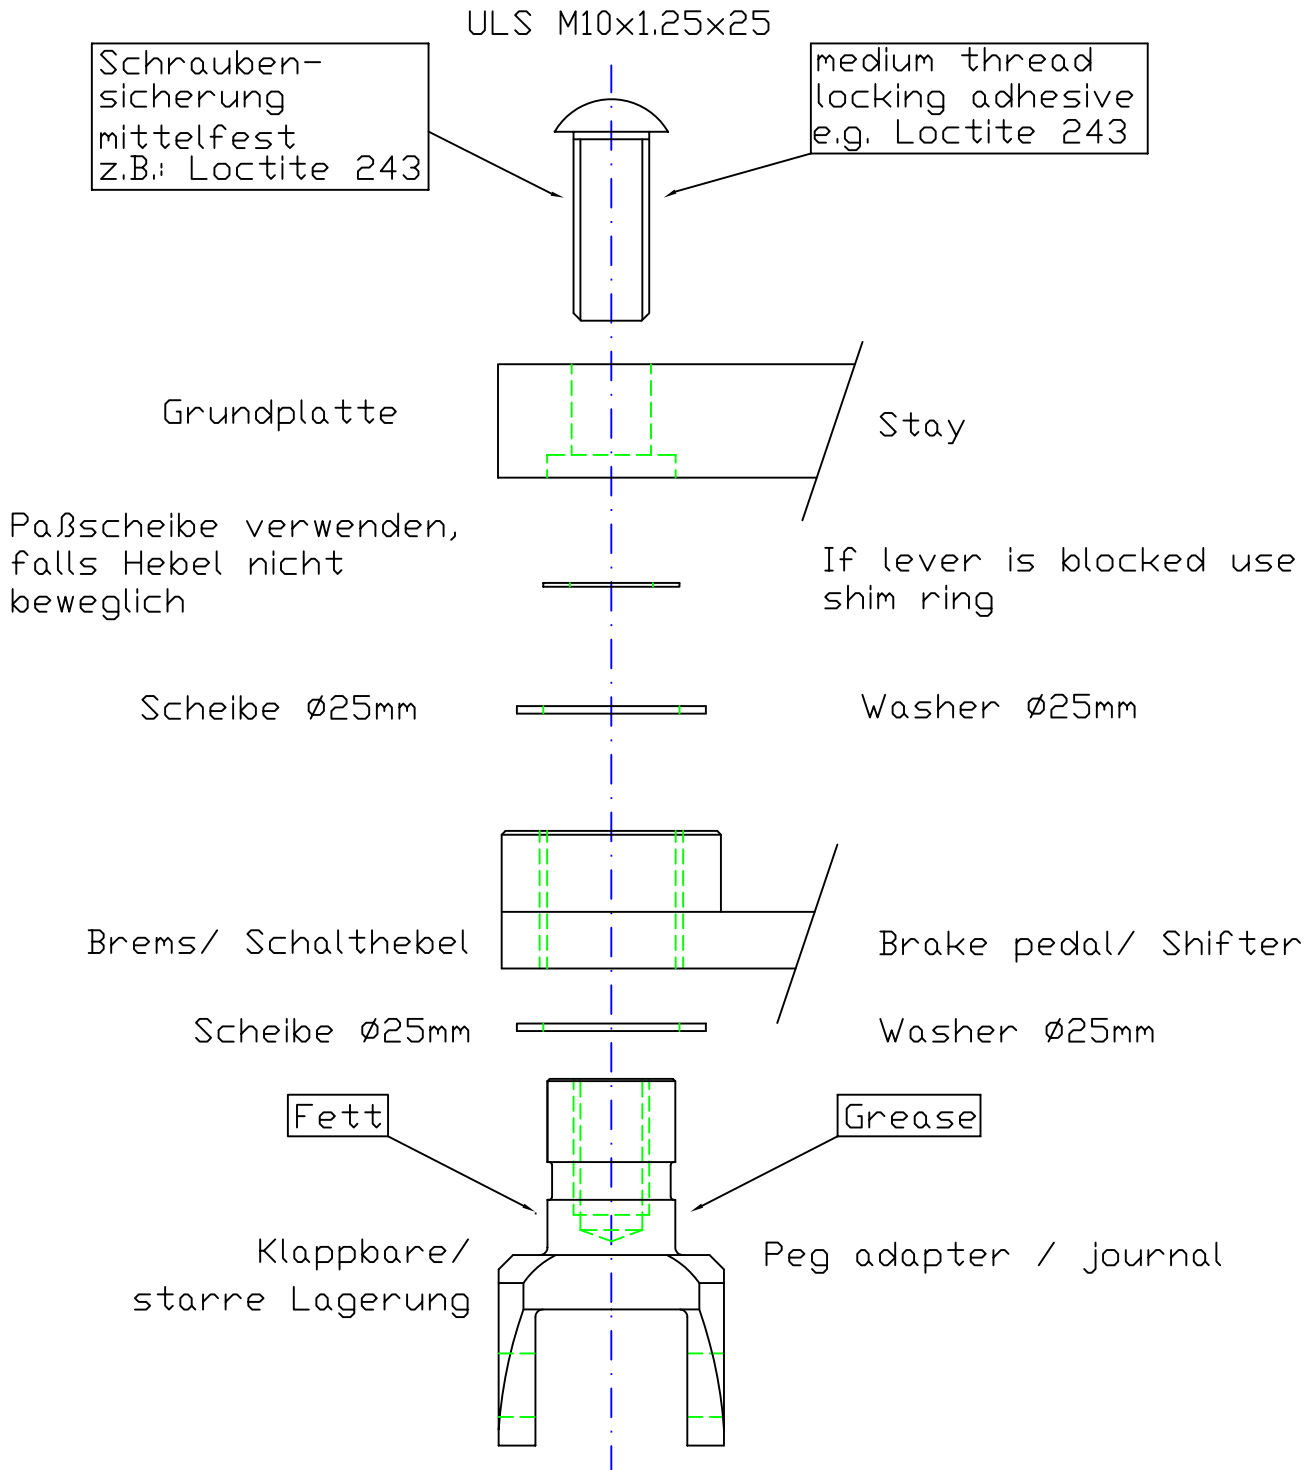 ULS M10x1.25x25
Schrauben-
sicherung
mittelfest
z.B.: Loctite 243
medium thread
locking adhesive
e.g. Loctite 243
Grundplatte
Stay
Paßscheibe verwenden,
falls Hebel nicht
beweglich
If lever is blocked use
shim ring
Scheibe Ø25mm
Washer Ø25mm
Brems/ Schalthebel
Brake pedal/ Shifter
Scheibe Ø25mm
Washer Ø25mm
Fett
Grease
Klappbare/
starre Lagerung
Peg adapter / journal